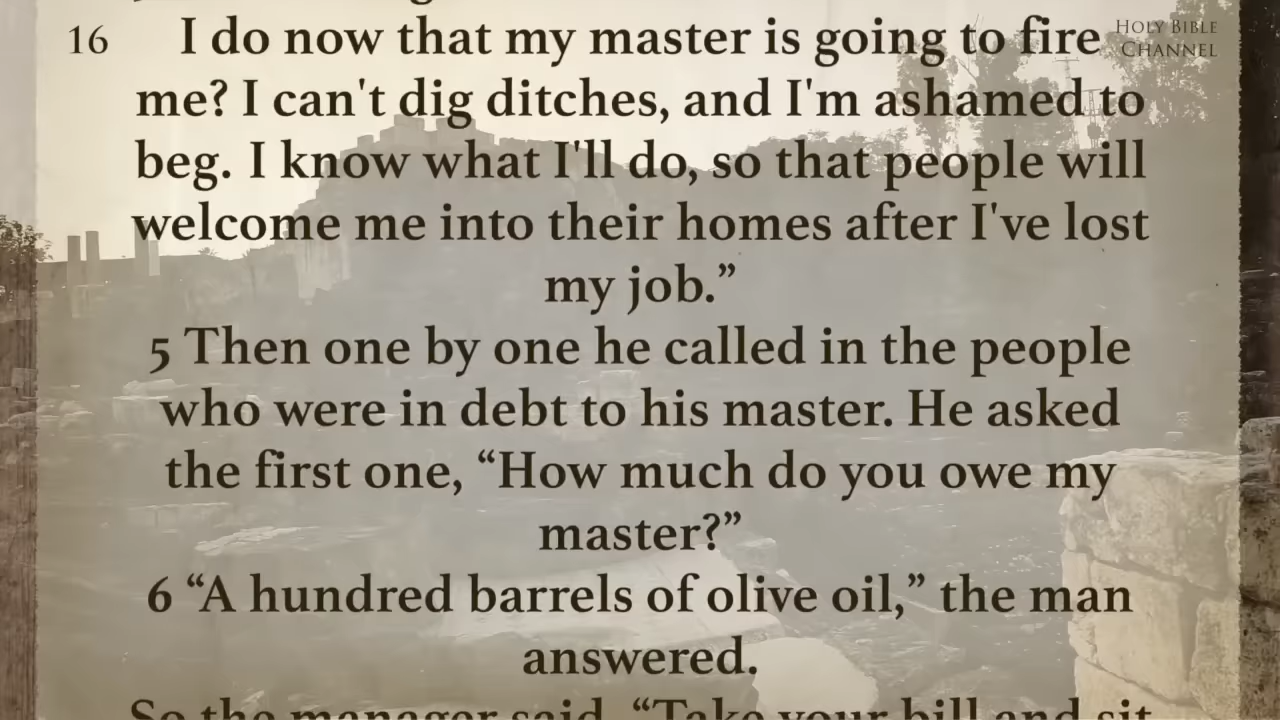 16 I do now that my master is going to fire
me? I can't dig ditches, and I'm ashamed to
beg. I know what I'll do, so that people will
welcome me into their homes after I've lost
my job.”
5 Then one by one he called in the people
who were in debt to his master. He asked
the first one, “How much do you owe my
master?”
6 “A hundred barrels of olive oil,” the man
answered.
So the manager said, “Take your bill and sit
HOLY BIBLE
CHANNEL